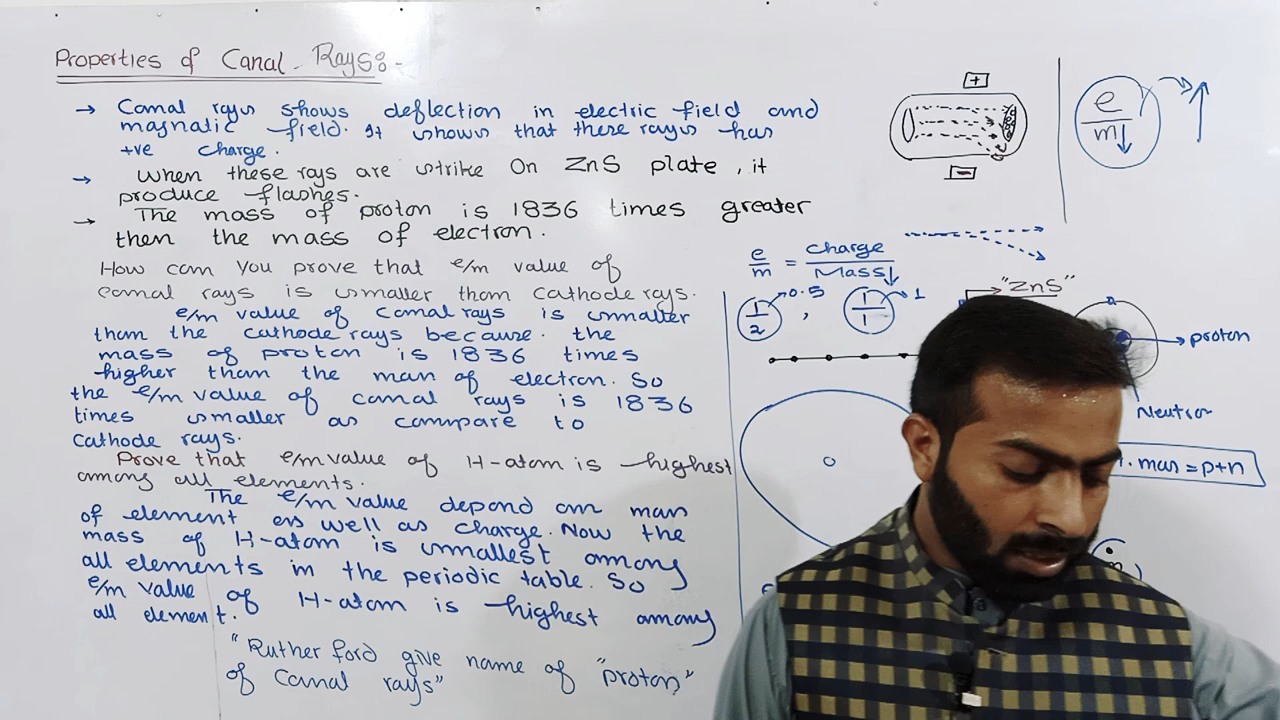 Properties of Canal - Rays:-
→ Canal rays shows deflection in electric field and
magnatic field. It shows that these rays has
+ve charge.
→ When these rays are strike On ZnS plate, it
produce flashes.
→ The mass of proton is 1836 times greater
then the mass of electron.
How can you prove that e/m value of
canal rays is smaller than cathode rays.
e/m value of canal rays is smaller
than the cathode rays because. the
mass of proton is 1836 times
higher than the mass of electron. So
the e/m value of canal rays is 1836
times smaller as compare to
Cathode rays.
Prove that e/m value of H-atom is highest
among all elements.
The e/m value depend on mass
of element as well as charge. Now the
mass of H-atom is smallest among
all elements in the periodic table. So
e/m value of H-atom is highest among
all element.
"Ruther ford give name of "proton"
of Canal rays"
+
-
e/m↓ → ↑
e/m = charge/Mass↓
1/2 → 0.5 , 1/1 → 1
"ZnS"
→ proton
Neutron
. mas = p+n